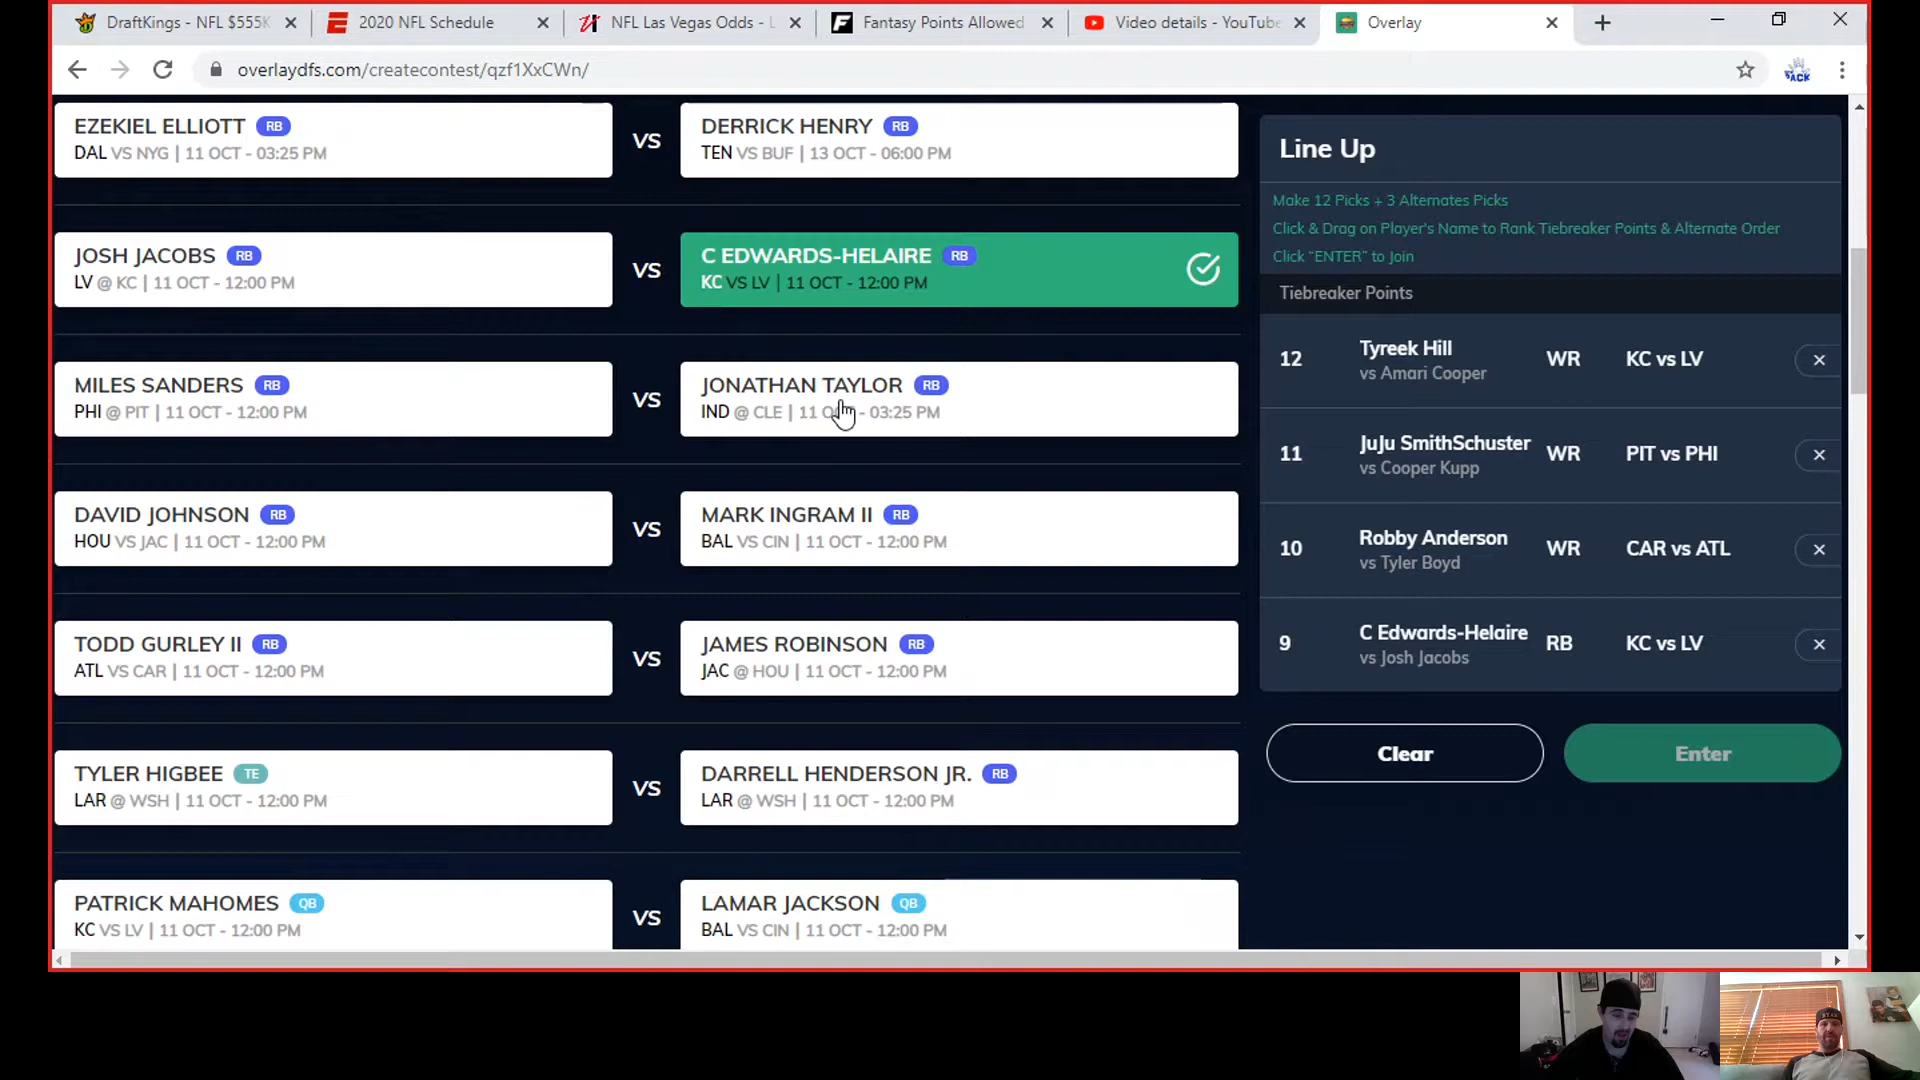 DraftKings - NFL $555K
2020 NFL Schedule
NFL Las Vegas Odds - L
Fantasy Points Allowed
Video details - YouTube
Overlay
overlaydfs.com/createcontest/qzf1XxCWn/
SACK
EZEKIEL ELLIOTT RB
DAL VS NYG | 11 OCT - 03:25 PM
VS
DERRICK HENRY RB
TEN VS BUF | 13 OCT - 06:00 PM
JOSH JACOBS RB
LV @ KC | 11 OCT - 12:00 PM
VS
C EDWARDS-HELAIRE RB
KC VS LV | 11 OCT - 12:00 PM
MILES SANDERS RB
PHI @ PIT | 11 OCT - 12:00 PM
VS
JONATHAN TAYLOR RB
IND @ CLE | 11 - 03:25 PM
DAVID JOHNSON RB
HOU VS JAC | 11 OCT - 12:00 PM
VS
MARK INGRAM II RB
BAL VS CIN | 11 OCT - 12:00 PM
TODD GURLEY II RB
ATL VS CAR | 11 OCT - 12:00 PM
VS
JAMES ROBINSON RB
JAC @ HOU | 11 OCT - 12:00 PM
TYLER HIGBEE TE
LAR @ WSH | 11 OCT - 12:00 PM
VS
DARRELL HENDERSON JR. RB
LAR @ WSH | 11 OCT - 12:00 PM
PATRICK MAHOMES QB
KC VS LV | 11 OCT - 12:00 PM
VS
LAMAR JACKSON QB
BAL VS CIN | 11 OCT - 12:00 PM
Line Up
Make 12 Picks + 3 Alternates Picks
Click & Drag on Player's Name to Rank Tiebreaker Points & Alternate Order
Click "ENTER" to Join
Tiebreaker Points
12 Tyreek Hill WR KC vs LV
vs Amari Cooper
11 JuJu SmithSchuster WR PIT vs PHI
vs Cooper Kupp
10 Robby Anderson WR CAR vs ATL
vs Tyler Boyd
9 C Edwards-Helaire RB KC vs LV
vs Josh Jacobs
Clear
Enter